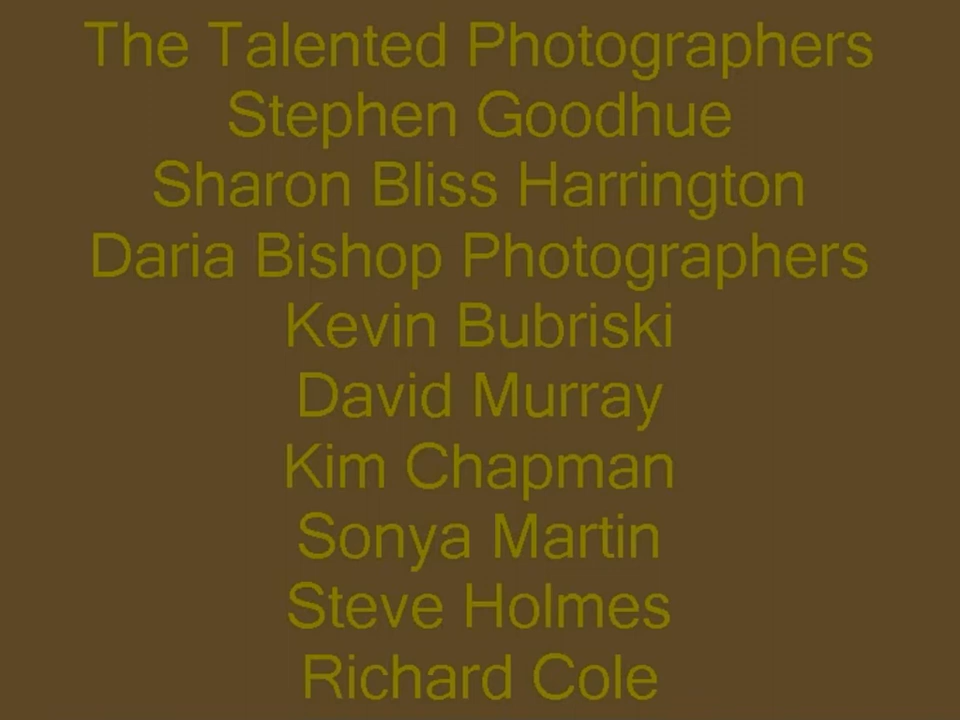 The Talented Photographers
Stephen Goodhue
Sharon Bliss Harrington
Daria Bishop Photographers
Kevin Bubriski
David Murray
Kim Chapman
Sonya Martin
Steve Holmes
Richard Cole